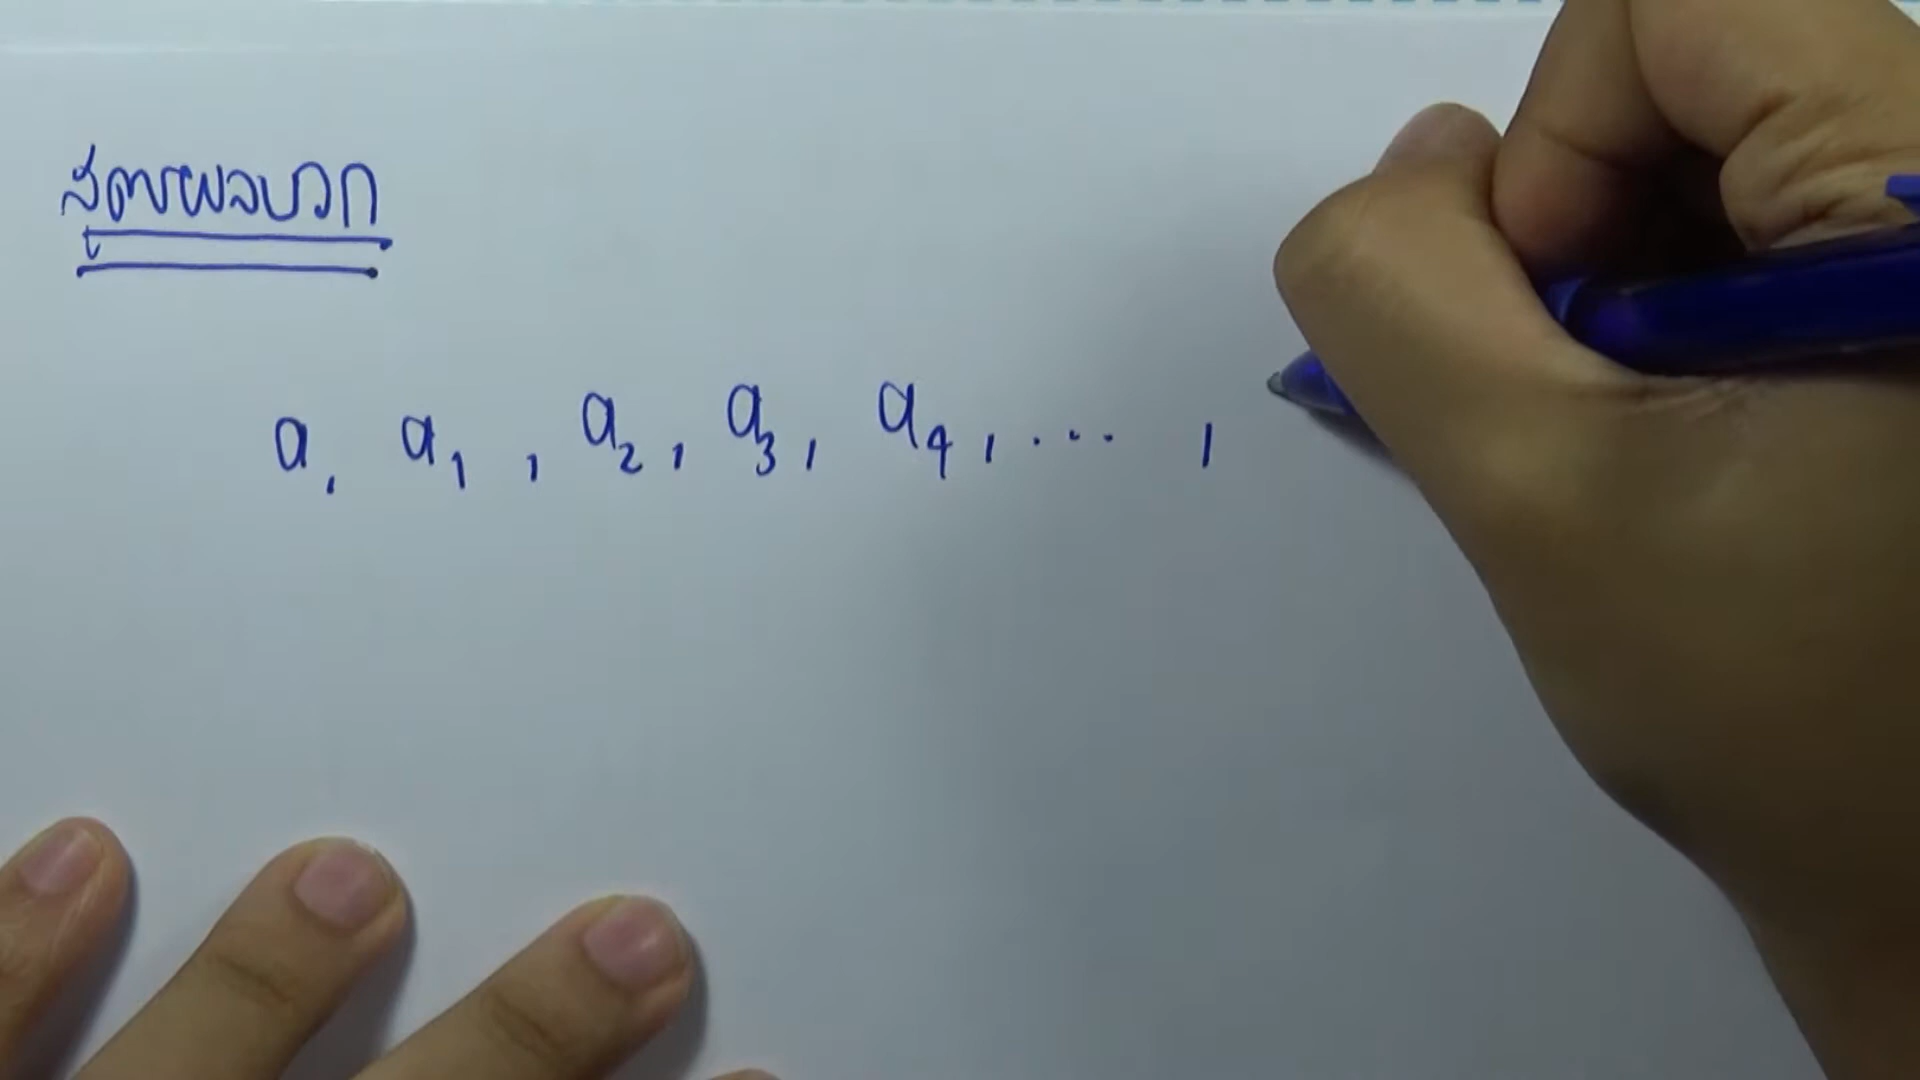 สูตรผลบวก
a, a₁, a₂, a₃, a₄, ... ,